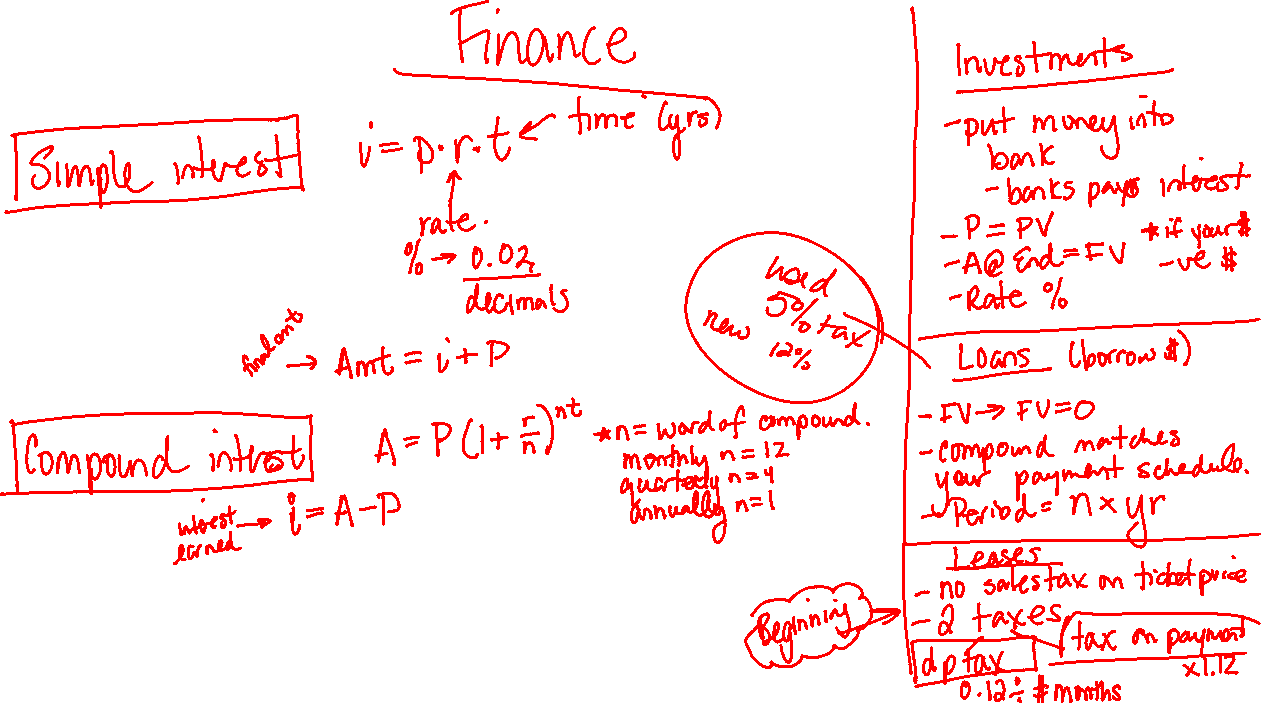 Finance
Simple interest
i = p·r·t ← time (yrs)
rate.
% → 0.02
decimals
final amt → Amt = i + P
Compound intrest
A = P(1 + r/n)^nt
*n = word of compound.
monthly n = 12
quarterly n = 4
annually n = 1
interest earned → i = A - P
used
5% tax
new
12%
Investments
- put money into
bank
- banks pays interest
- P = PV
*if your $
- A@ End = FV
-ve $
- Rate %
Loans (borrow $)
- FV → FV = 0
- compound matches
your payment schedule.
→ Period = n × yr
Beginning →
Leases
- no sales tax on ticket price
- 2 taxes
dp tax
0.12 ÷ # months
tax on payment
x1.12